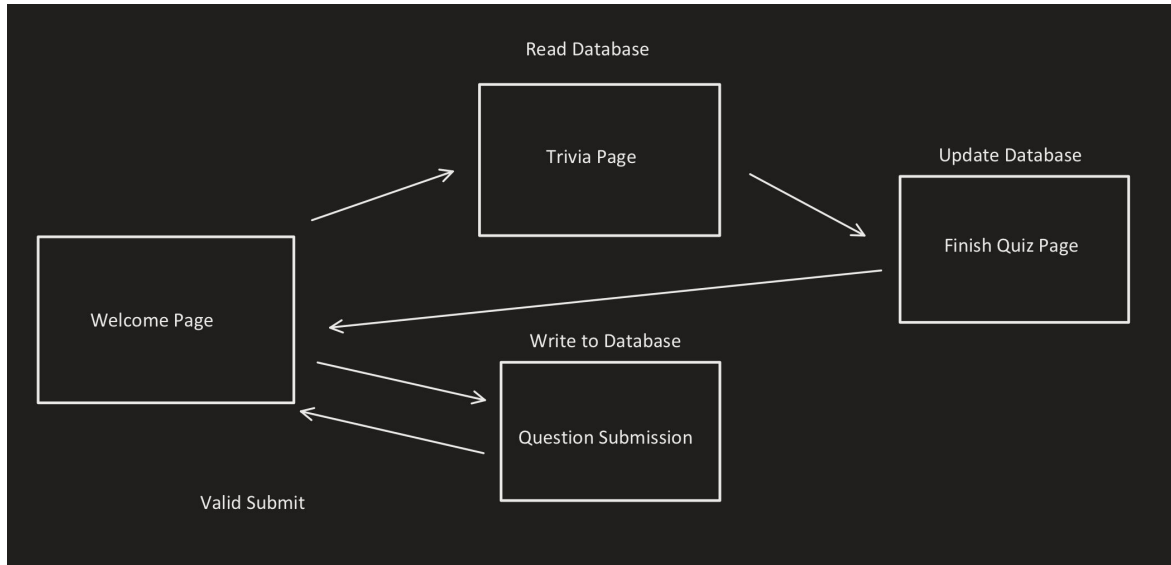 Read Database
Trivia Page
Update Database
Finish Quiz Page
Welcome Page
Write to Database
Question Submission
Valid Submit